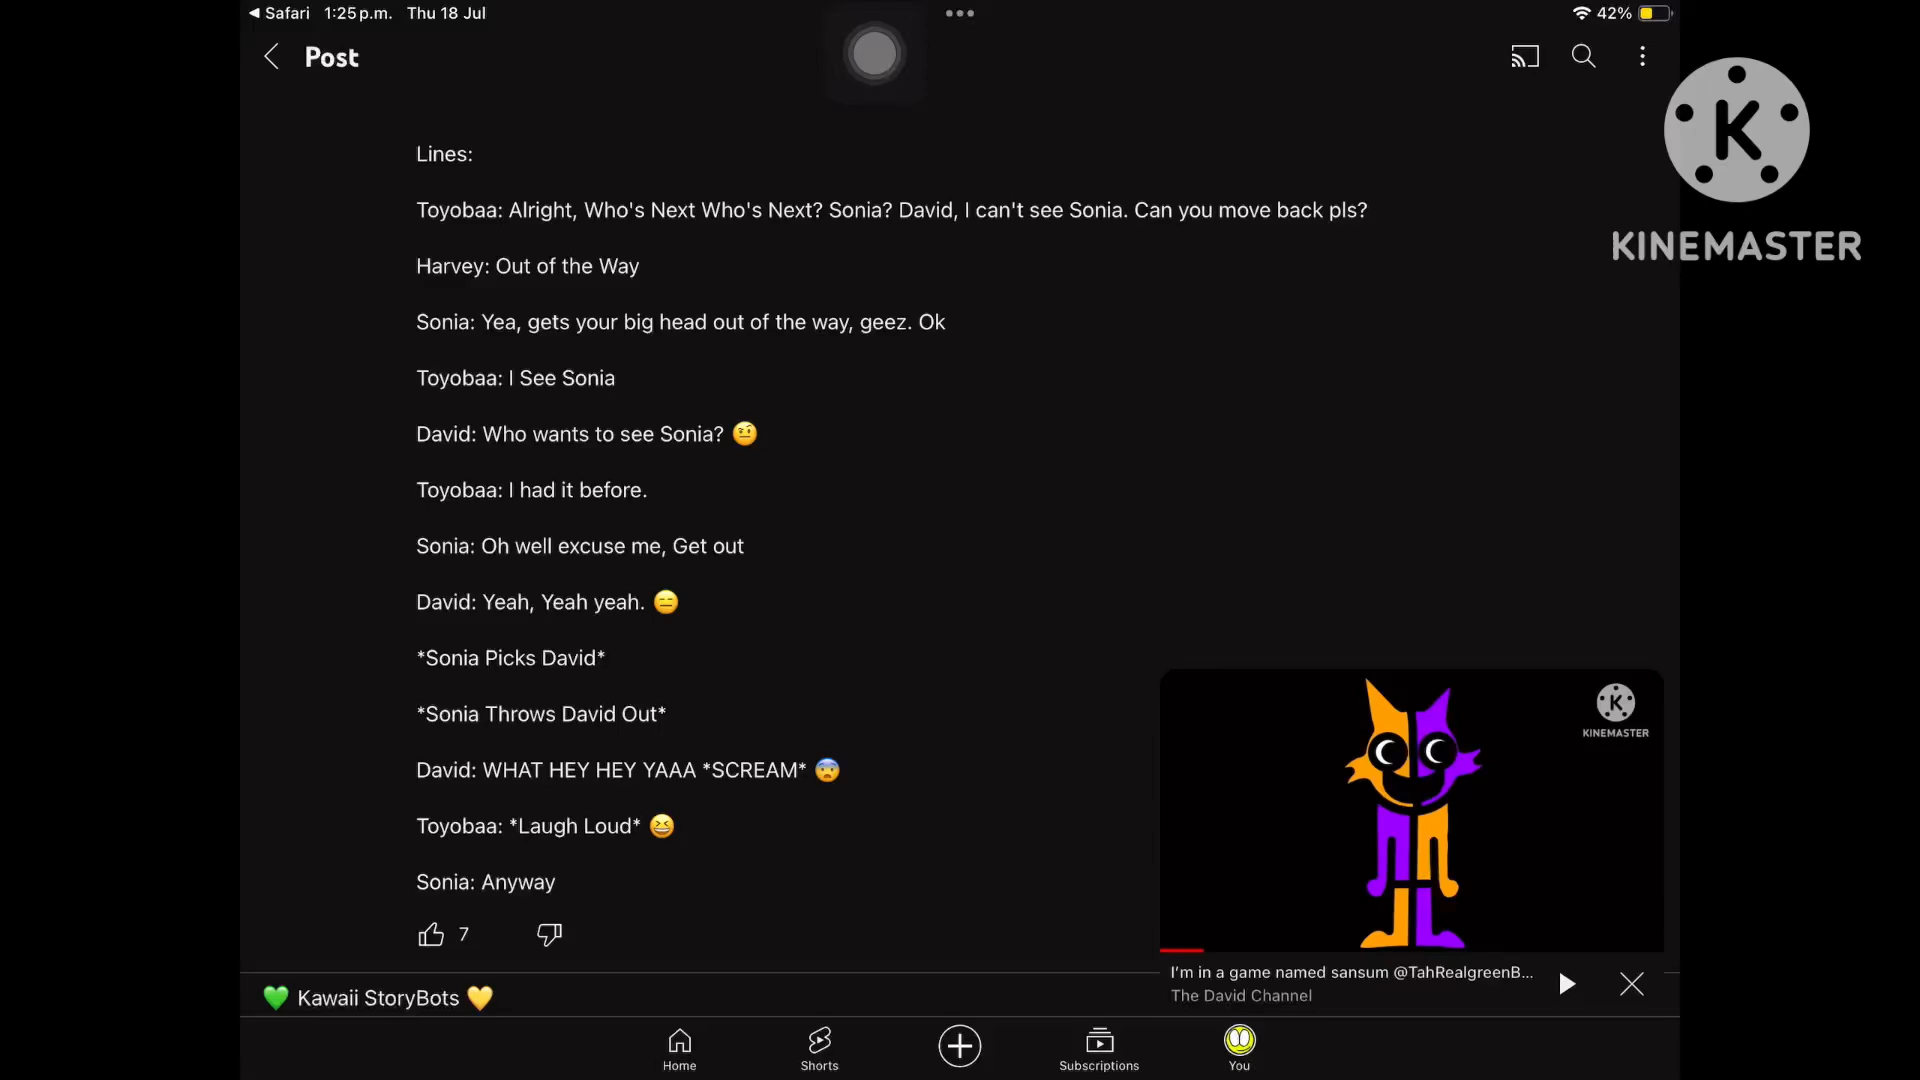 Safari 1:25 p.m. Thu 18 Jul
42%
Post
K
KINEMASTER
Lines:
Toyobaa: Alright, Who's Next Who's Next? Sonia? David, I can't see Sonia. Can you move back pls?
Harvey: Out of the Way
Sonia: Yea, gets your big head out of the way, geez. Ok
Toyobaa: I See Sonia
David: Who wants to see Sonia? 🤨
Toyobaa: I had it before.
Sonia: Oh well excuse me, Get out
David: Yeah, Yeah yeah. 😑
*Sonia Picks David*
*Sonia Throws David Out*
David: WHAT HEY HEY YAAA *SCREAM* 😨
Toyobaa: *Laugh Loud* 😆
Sonia: Anyway
7
K
KINEMASTER
I'm in a game named sansum @TahRealgreenB...
The David Channel
💚 Kawaii StoryBots 💛
Home
Shorts
Subscriptions
You